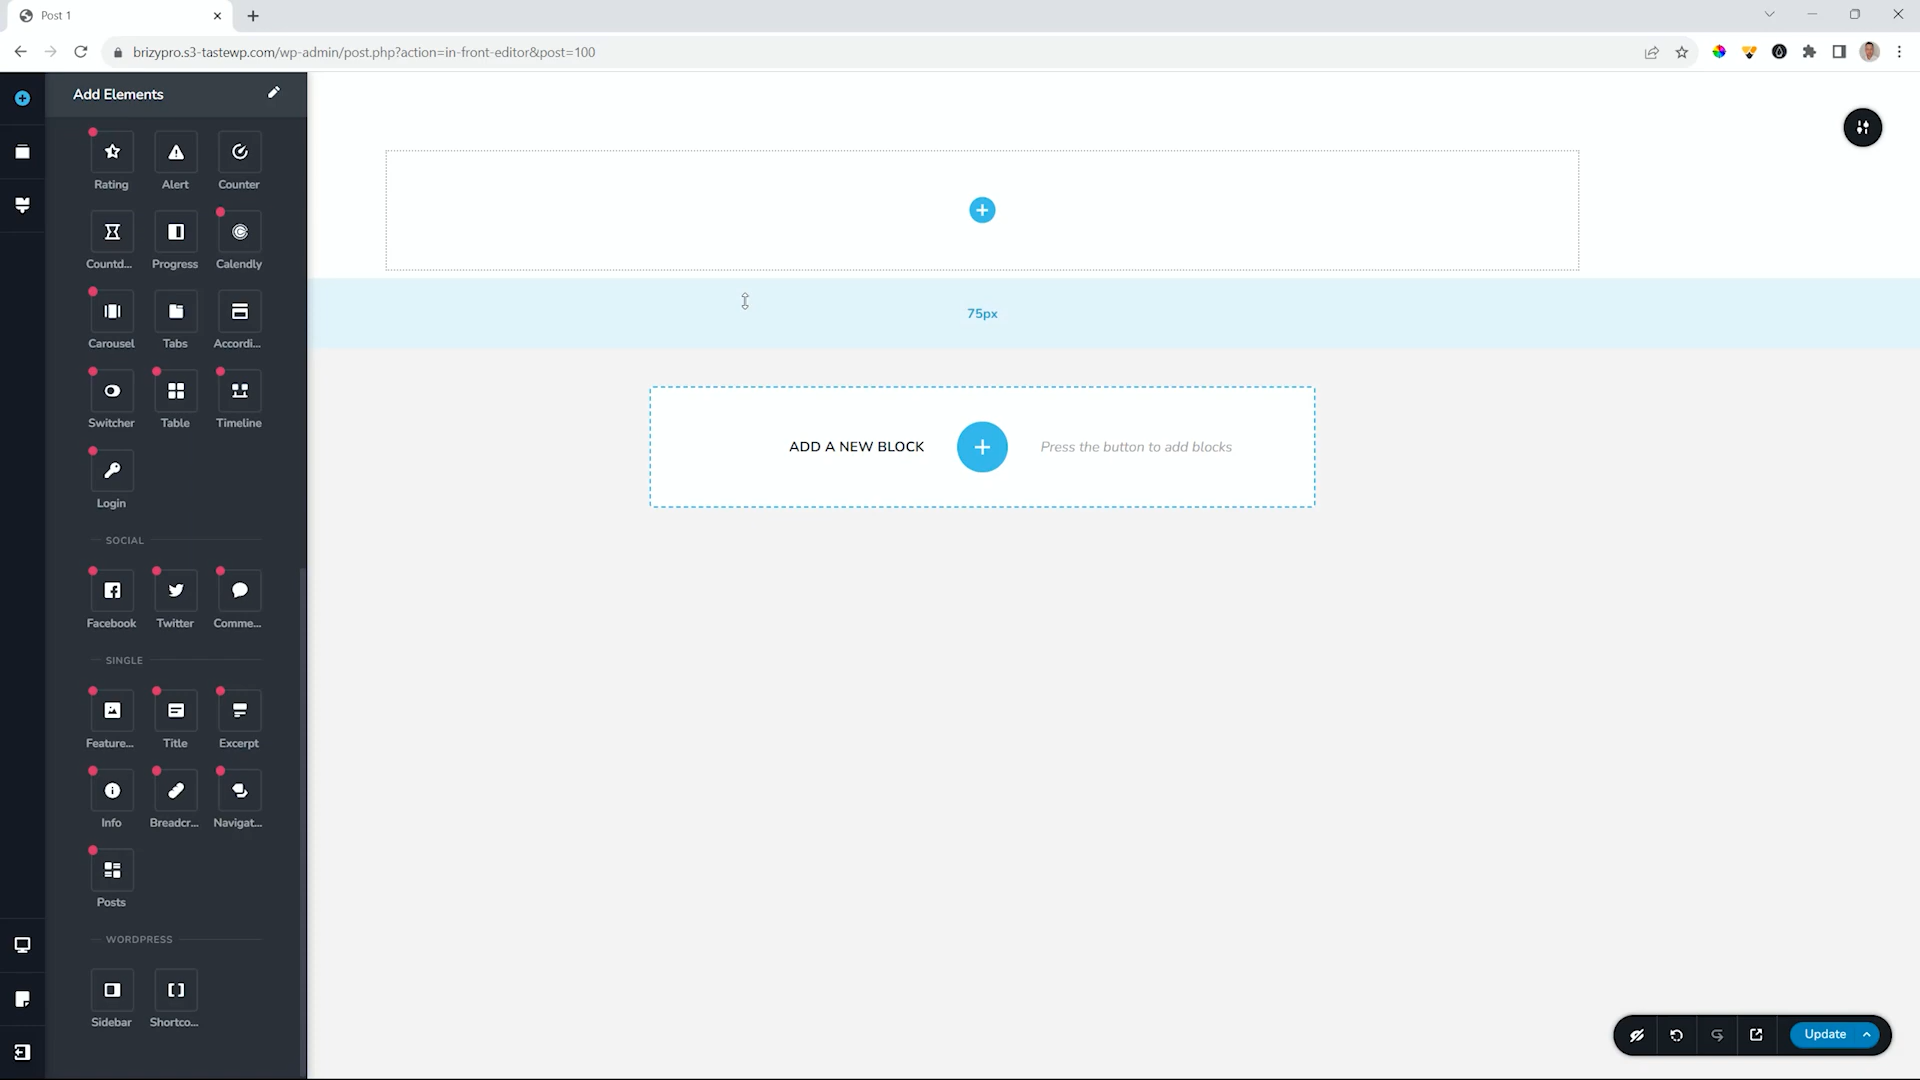 Post 1
brizypro.s3-tastewp.com/wp-admin/post.php?action=in-front-editor&post=100
Add Elements
Rating Alert Counter
Countd... Progress Calendly
Carousel Tabs Accordi...
Switcher Table Timeline
Login
SOCIAL
Facebook Twitter Comme...
SINGLE
Feature... Title Excerpt
Info Breadcr... Navigat...
Posts
WORDPRESS
Sidebar Shortco...
75px
ADD A NEW BLOCK
Press the button to add blocks
Update